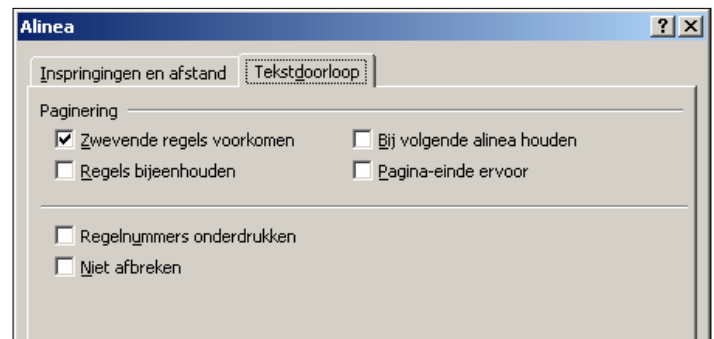 Alinea
Inspringingen en afstand Tekstdoorloop
Paginering
Zwevende regels voorkomen Bij volgende alinea houden
Regels bijeenhouden Pagina-einde ervoor
Regelnummers onderdrukken
Niet afbreken